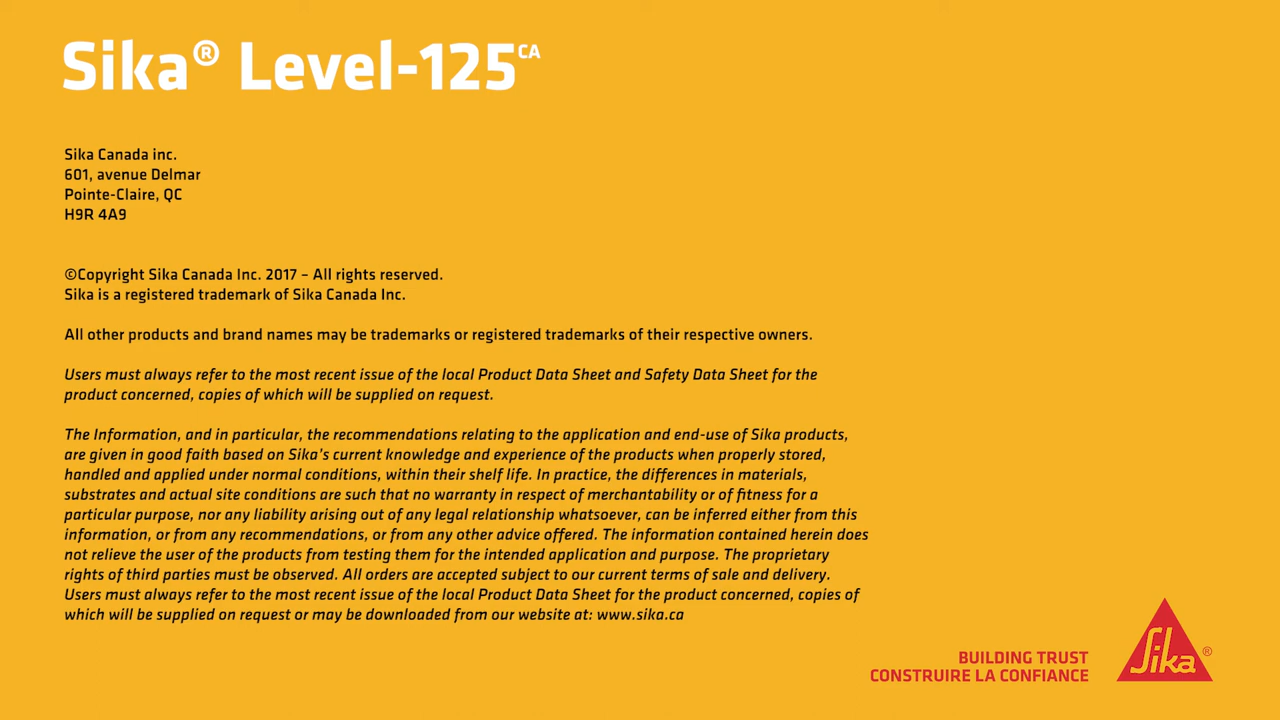 Sika® Level-125CA
Sika Canada inc.
601, avenue Delmar
Pointe-Claire, QC
H9R 4A9
©Copyright Sika Canada Inc. 2017 – All rights reserved.
Sika is a registered trademark of Sika Canada Inc.
All other products and brand names may be trademarks or registered trademarks of their respective owners.
Users must always refer to the most recent issue of the local Product Data Sheet and Safety Data Sheet for the
product concerned, copies of which will be supplied on request.
The Information, and in particular, the recommendations relating to the application and end-use of Sika products,
are given in good faith based on Sika's current knowledge and experience of the products when properly stored,
handled and applied under normal conditions, within their shelf life. In practice, the differences in materials,
substrates and actual site conditions are such that no warranty in respect of merchantability or of fitness for a
particular purpose, nor any liability arising out of any legal relationship whatsoever, can be inferred either from this
information, or from any recommendations, or from any other advice offered. The information contained herein does
not relieve the user of the products from testing them for the intended application and purpose. The proprietary
rights of third parties must be observed. All orders are accepted subject to our current terms of sale and delivery.
Users must always refer to the most recent issue of the local Product Data Sheet for the product concerned, copies of
which will be supplied on request or may be downloaded from our website at: www.sika.ca
BUILDING TRUST
CONSTRUIRE LA CONFIANCE
Sika®